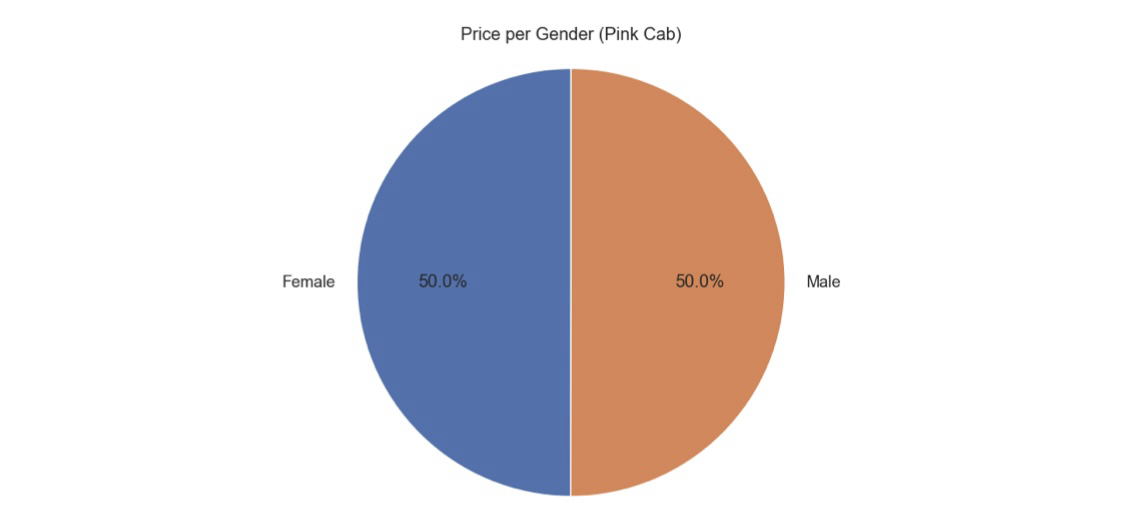 Price per Gender (Pink Cab)
Female
50.0%
50.0%
Male